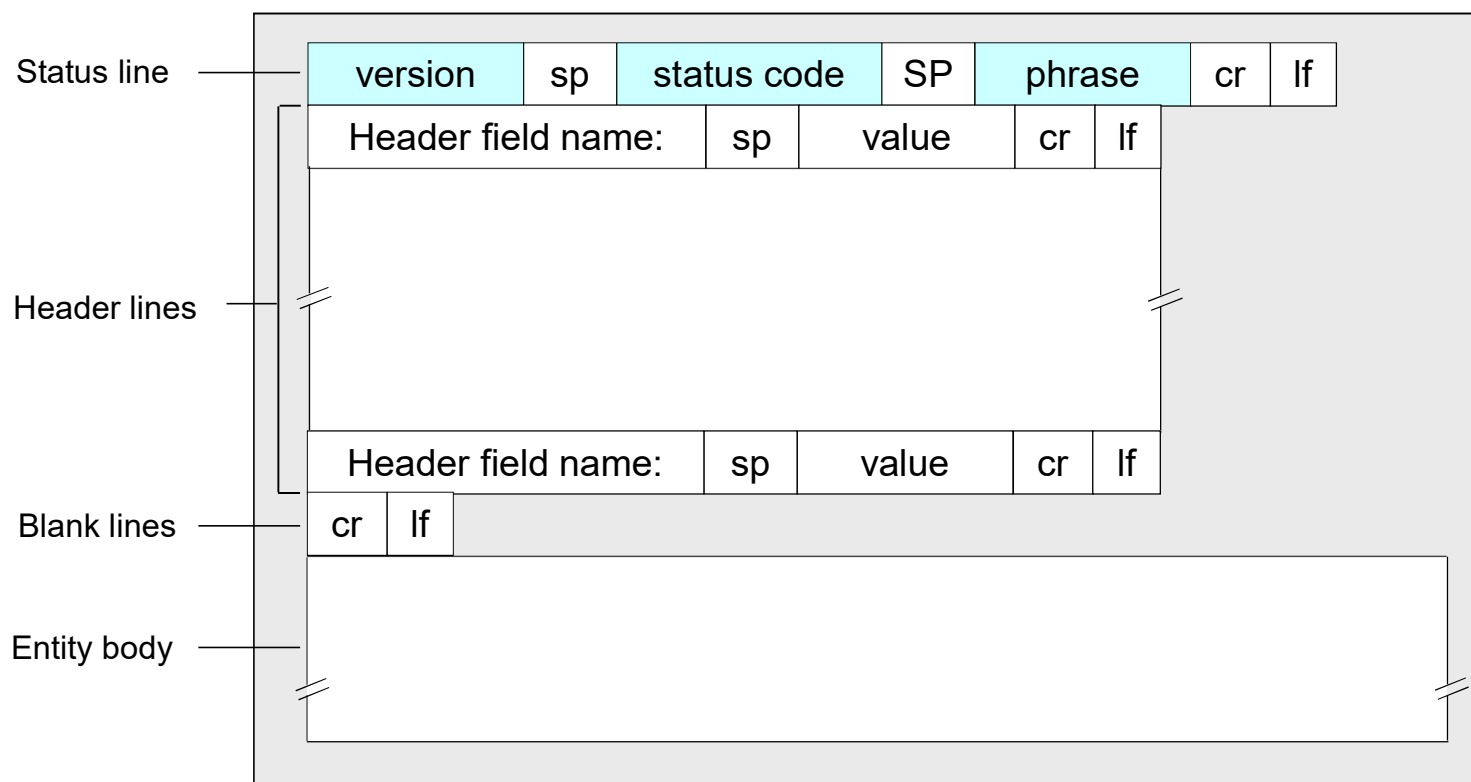 Status line version sp status code SP phrase cr lf
Header field name: sp value cr lf
Header lines
Header field name: sp value cr lf
Blank lines cr lf
Entity body